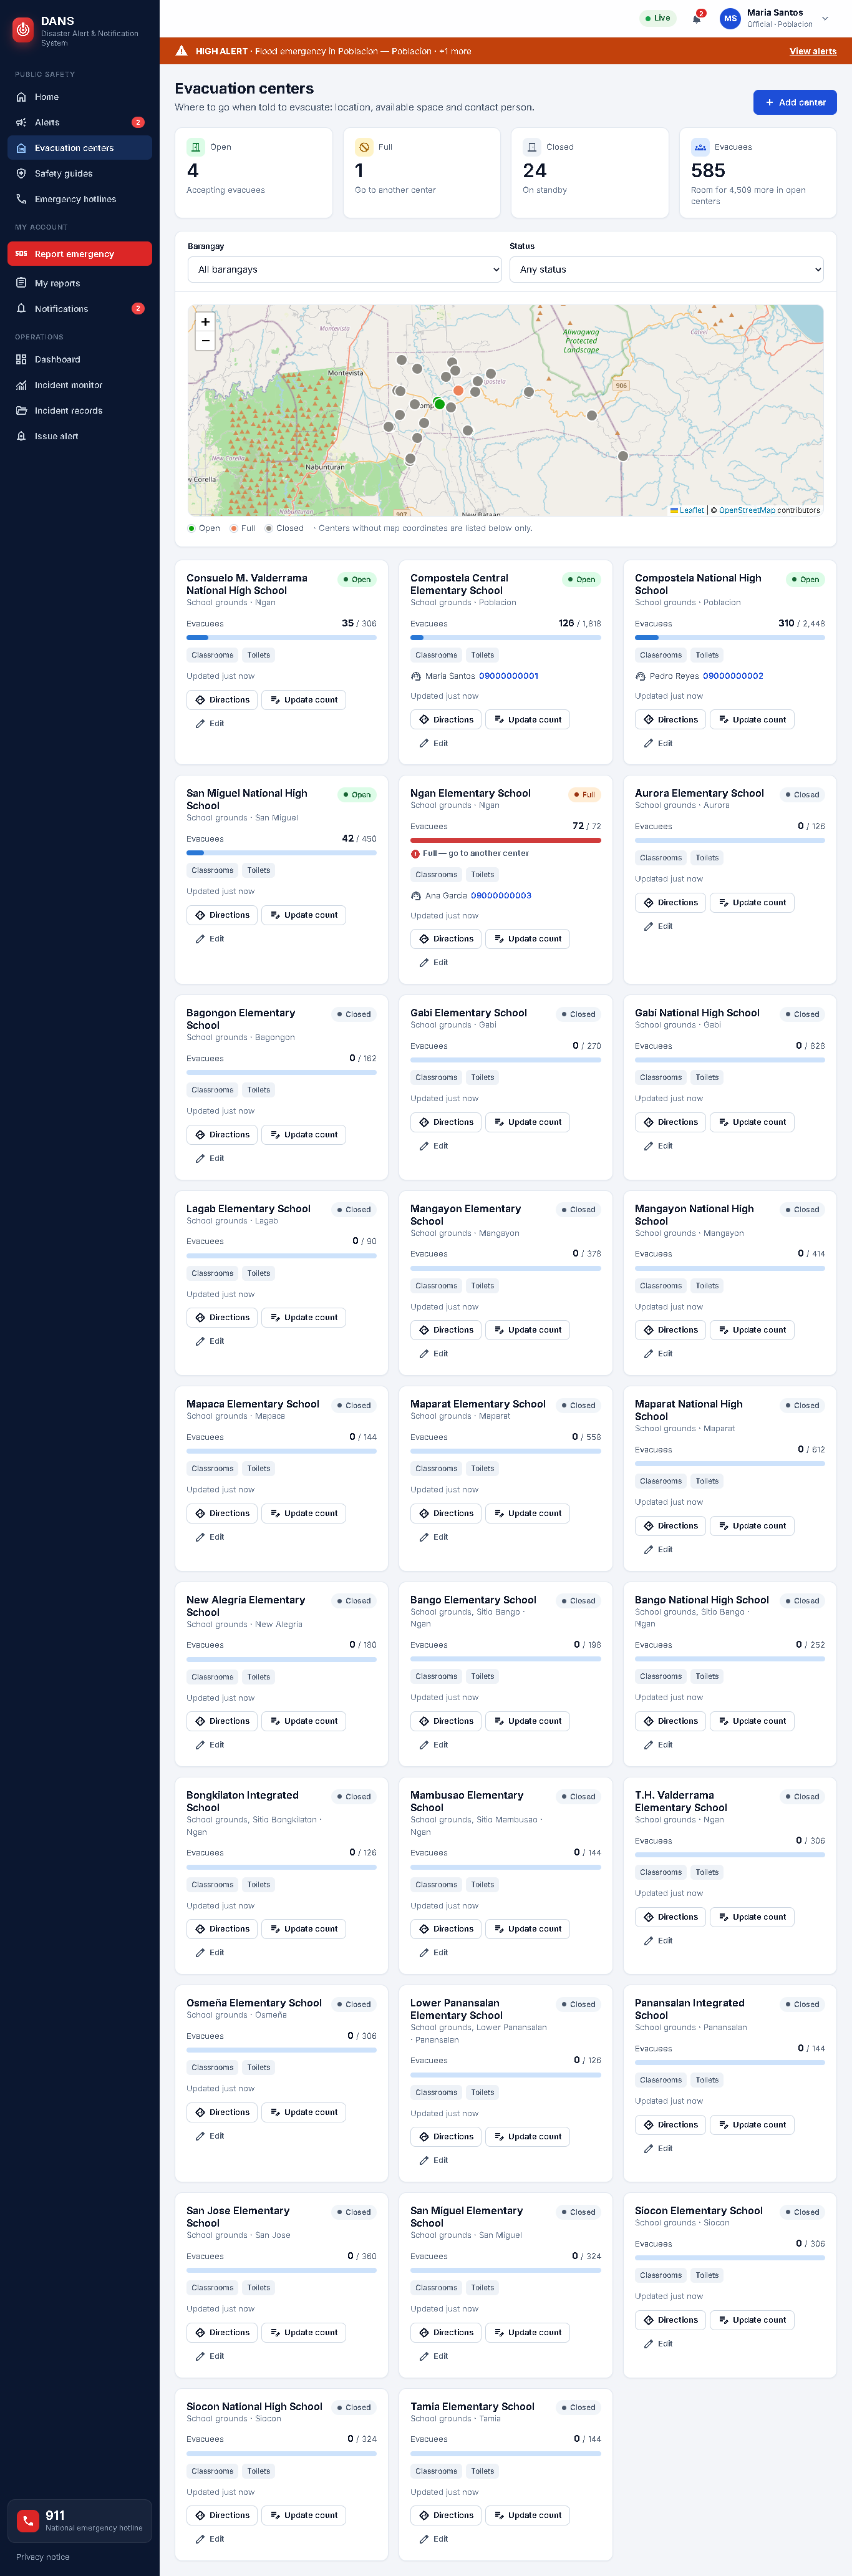 DANS
Disaster Alert & Notification
System
PUBLIC SAFETY
Home
Alerts
2
Evacuation centers
Safety guides
Emergency hotlines
MY ACCOUNT
SOS
Report emergency
My reports
Notifications
2
OPERATIONS
Dashboard
Incident monitor
Incident records
Issue alert
911
National emergency hotline
Privacy notice
Live
2
MS
Maria Santos
Official · Poblacion
HIGH ALERT · Flood emergency in Poblacion — Poblacion · +1 more
View alerts
Evacuation centers
Where to go when told to evacuate: location, available space and contact person.
+ Add center
Open
4
Accepting evacuees
Full
1
Go to another center
Closed
24
On standby
Evacuees
585
Room for 4,509 more in open
centers
Barangay
All barangays
Status
Any status
+
−
Montevista
Montevista
Aliwagwag
Protected
Landscape
Cateel
906
New Corella
w Corella
Nabunturan
Nabunturan
907
New Bataan
Leaflet | © OpenStreetMap contributors
Open
Full
Closed
· Centers without map coordinates are listed below only.
Consuelo M. Valderrama
National High School
Open
School grounds · Ngan
Evacuees
35 / 306
Classrooms
Toilets
Updated just now
Directions
Update count
Edit
Compostela Central
Elementary School
Open
School grounds · Poblacion
Evacuees
126 / 1,818
Classrooms
Toilets
Maria Santos 09000000001
Updated just now
Directions
Update count
Edit
Compostela National High
School
Open
School grounds · Poblacion
Evacuees
310 / 2,448
Classrooms
Toilets
Pedro Reyes 09000000002
Updated just now
Directions
Update count
Edit
San Miguel National High
School
Open
School grounds · San Miguel
Evacuees
42 / 450
Classrooms
Toilets
Updated just now
Directions
Update count
Edit
Ngan Elementary School
Full
School grounds · Ngan
Evacuees
72 / 72
Full — go to another center
Classrooms
Toilets
Ana Garcia 09000000003
Updated just now
Directions
Update count
Edit
Aurora Elementary School
Closed
School grounds · Aurora
Evacuees
0 / 126
Classrooms
Toilets
Updated just now
Directions
Update count
Edit
Bagongon Elementary
School
Closed
School grounds · Bagongon
Evacuees
0 / 162
Classrooms
Toilets
Updated just now
Directions
Update count
Edit
Gabi Elementary School
Closed
School grounds · Gabi
Evacuees
0 / 270
Classrooms
Toilets
Updated just now
Directions
Update count
Edit
Gabi National High School
Closed
School grounds · Gabi
Evacuees
0 / 828
Classrooms
Toilets
Updated just now
Directions
Update count
Edit
Lagab Elementary School
Closed
School grounds · Lagab
Evacuees
0 / 90
Classrooms
Toilets
Updated just now
Directions
Update count
Edit
Mangayon Elementary
School
Closed
School grounds · Mangayon
Evacuees
0 / 378
Classrooms
Toilets
Updated just now
Directions
Update count
Edit
Mangayon National High
School
Closed
School grounds · Mangayon
Evacuees
0 / 414
Classrooms
Toilets
Updated just now
Directions
Update count
Edit
Mapaca Elementary School
Closed
School grounds · Mapaca
Evacuees
0 / 144
Classrooms
Toilets
Updated just now
Directions
Update count
Edit
Maparat Elementary School
Closed
School grounds · Maparat
Evacuees
0 / 558
Classrooms
Toilets
Updated just now
Directions
Update count
Edit
Maparat National High
School
Closed
School grounds · Maparat
Evacuees
0 / 612
Classrooms
Toilets
Updated just now
Directions
Update count
Edit
New Alegria Elementary
School
Closed
School grounds · New Alegria
Evacuees
0 / 180
Classrooms
Toilets
Updated just now
Directions
Update count
Edit
Bango Elementary School
Closed
School grounds, Sitio Bango ·
Ngan
Evacuees
0 / 198
Classrooms
Toilets
Updated just now
Directions
Update count
Edit
Bango National High School
Closed
School grounds, Sitio Bango ·
Ngan
Evacuees
0 / 252
Classrooms
Toilets
Updated just now
Directions
Update count
Edit
Bongkilaton Integrated
School
Closed
School grounds, Sitio Bongkilaton ·
Ngan
Evacuees
0 / 126
Classrooms
Toilets
Updated just now
Directions
Update count
Edit
Mambusao Elementary
School
Closed
School grounds, Sitio Mambusao ·
Ngan
Evacuees
0 / 144
Classrooms
Toilets
Updated just now
Directions
Update count
Edit
T.H. Valderrama
Elementary School
Closed
School grounds · Ngan
Evacuees
0 / 306
Classrooms
Toilets
Updated just now
Directions
Update count
Edit
Osmeña Elementary School
Closed
School grounds · Osmeña
Evacuees
0 / 306
Classrooms
Toilets
Updated just now
Directions
Update count
Edit
Lower Panansalan
Elementary School
Closed
School grounds, Lower Panansalan
· Panansalan
Evacuees
0 / 126
Classrooms
Toilets
Updated just now
Directions
Update count
Edit
Panansalan Integrated
School
Closed
School grounds · Panansalan
Evacuees
0 / 144
Classrooms
Toilets
Updated just now
Directions
Update count
Edit
San Jose Elementary
School
Closed
School grounds · San Jose
Evacuees
0 / 360
Classrooms
Toilets
Updated just now
Directions
Update count
Edit
San Miguel Elementary
School
Closed
School grounds · San Miguel
Evacuees
0 / 324
Classrooms
Toilets
Updated just now
Directions
Update count
Edit
Siocon Elementary School
Closed
School grounds · Siocon
Evacuees
0 / 306
Classrooms
Toilets
Updated just now
Directions
Update count
Edit
Siocon National High School
Closed
School grounds · Siocon
Evacuees
0 / 324
Classrooms
Toilets
Updated just now
Directions
Update count
Edit
Tamia Elementary School
Closed
School grounds · Tamia
Evacuees
0 / 144
Classrooms
Toilets
Updated just now
Directions
Update count
Edit